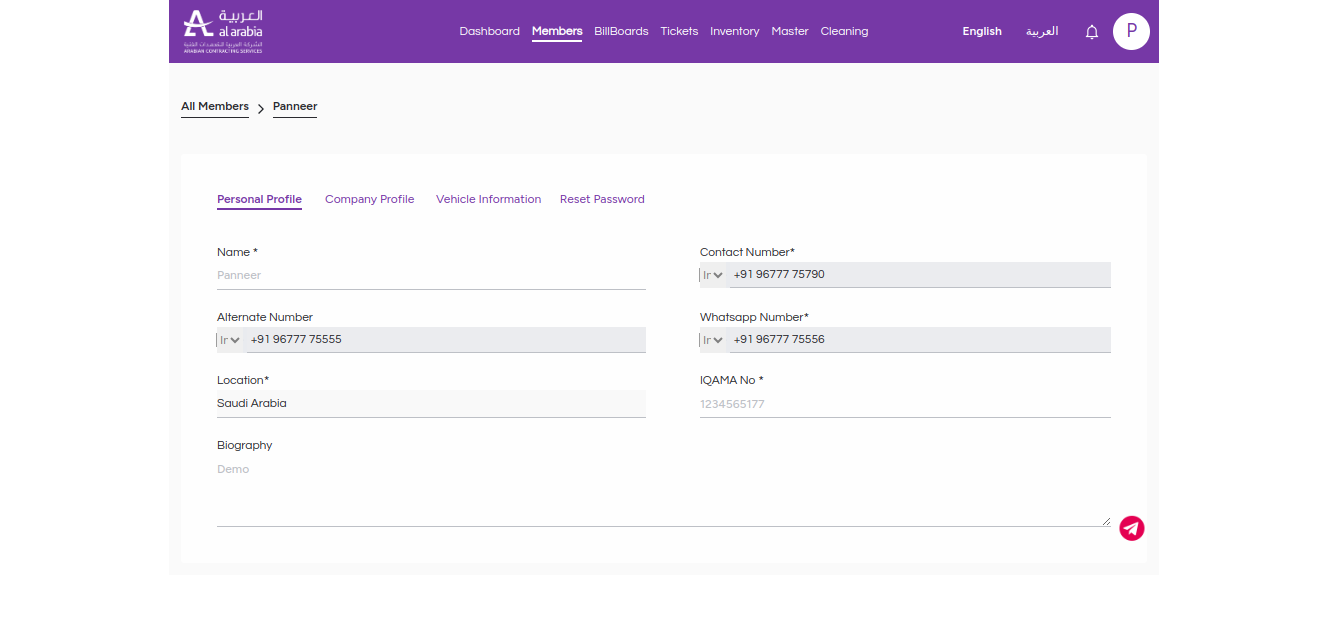 العربية
al arabia
الشركة العربية للتعهدات الفنية
ARABIAN CONTRACTING SERVICES
Dashboard Members BillBoards Tickets Inventory Master Cleaning English العربية P
All Members > Panneer
Personal Profile Company Profile Vehicle Information Reset Password
Name * Contact Number*
Panneer Ir +91 96777 75790
Alternate Number Whatsapp Number*
Ir +91 96777 75555 Ir +91 96777 75556
Location* IQAMA No *
Saudi Arabia 1234565177
Biography
Demo